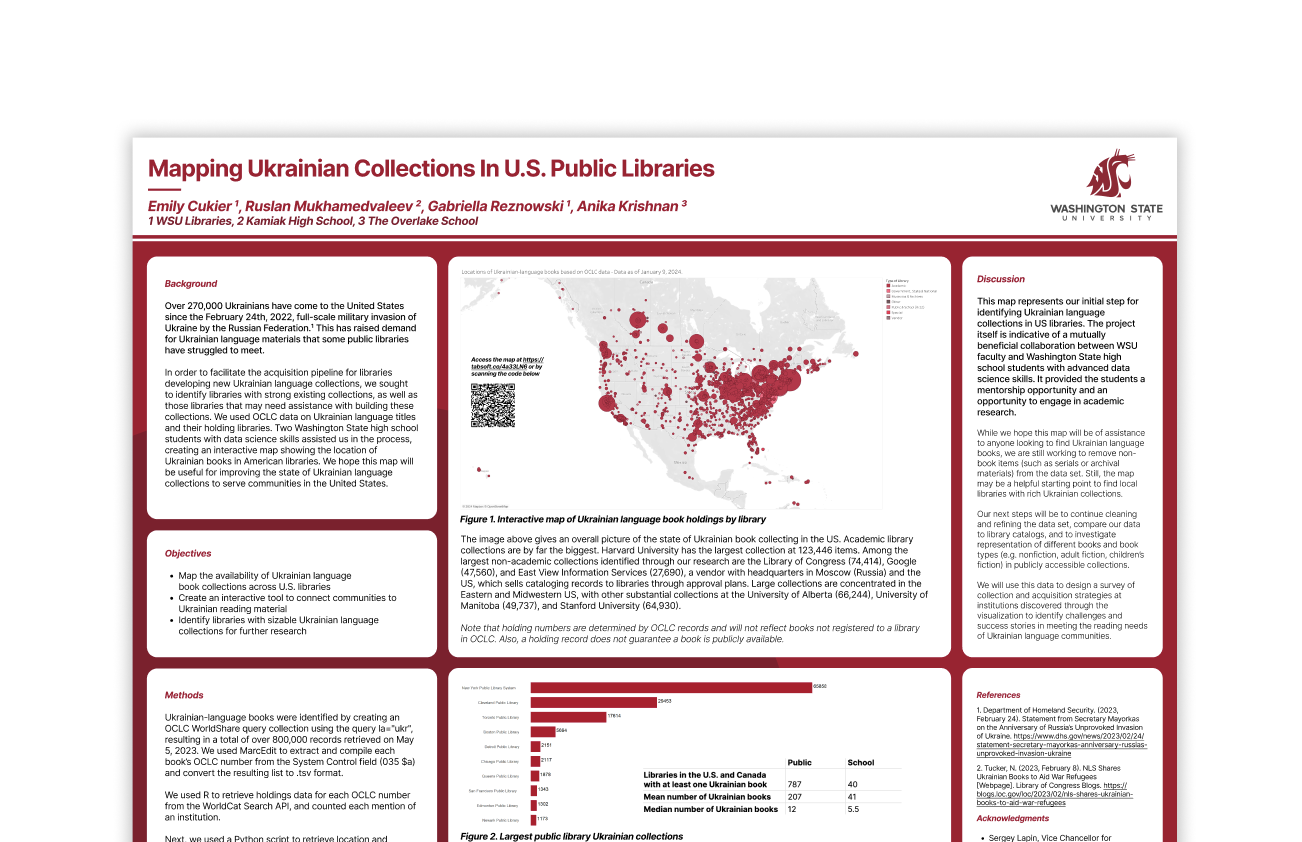 Mapping Ukrainian Collections In U.S. Public Libraries
Emily Cukier ¹, Ruslan Mukhamedvaleev ², Gabriella Reznowski ¹, Anika Krishnan ³
1 WSU Libraries, 2 Kamiak High School, 3 The Overlake School
WASHINGTON STATE
UNIVERSITY
Background
Over 270,000 Ukrainians have come to the United States
since the February 24th, 2022, full-scale military invasion of
Ukraine by the Russian Federation.¹ This has raised demand
for Ukrainian language materials that some public libraries
have struggled to meet.
In order to facilitate the acquisition pipeline for libraries
developing new Ukrainian language collections, we sought
to identify libraries with strong existing collections, as well as
those libraries that may need assistance with building these
collections. We used OCLC data on Ukrainian language titles
and their holding libraries. Two Washington State high school
students with data science skills assisted us in the process,
creating an interactive map showing the location of
Ukrainian books in American libraries. We hope this map will
be useful for improving the state of Ukrainian language
collections to serve communities in the United States.
Objectives
• Map the availability of Ukrainian language
book collections across U.S. libraries
• Create an interactive tool to connect communities to
Ukrainian reading material
• Identify libraries with sizable Ukrainian language
collections for further research
Methods
Ukrainian-language books were identified by creating an
OCLC WorldShare query collection using the query la="ukr",
resulting in a total of over 800,000 records retrieved on May
5, 2023. We used MarcEdit to extract and compile each
book's OCLC number from the System Control field (035 $a)
and convert the resulting list to .tsv format.
We used R to retrieve holdings data for each OCLC number
from the WorldCat Search API, and counted each mention of
an institution.
Next, we used a Python script to retrieve location and
Locations of Ukrainian-language books based on OCLC data - Data as of January 9, 2024
Type of Library
Academic
Access the map at https://
tabsoft.co/4a33LN6 or by
scanning the code below
Mexico
Figure 1. Interactive map of Ukrainian language book holdings by library
The image above gives an overall picture of the state of Ukrainian book collecting in the US. Academic library
collections are by far the biggest. Harvard University has the largest collection at 123,446 items. Among the
largest non-academic collections identified through our research are the Library of Congress (74,414), Google
(47,560), and East View Information Services (27,690), a vendor with headquarters in Moscow (Russia) and the
US, which sells cataloging records to libraries through approval plans. Large collections are concentrated in the
Eastern and Midwestern US, with other substantial collections at the University of Alberta (66,244), University of
Manitoba (49,737), and Stanford University (64,930).
Note that holding numbers are determined by OCLC records and will not reflect books not registered to a library
in OCLC. Also, a holding record does not guarantee a book is publicly available.
New York Public Library System
Cleveland Public Library 29453
Toronto Public Library 17614
Boston Public Library 5694
Detroit Public Library 2151
Chicago Public Library 2117
Queens Public Library 1878
San Francisco Public Library 1343
Edmonton Public Library 1302
Newark Public Library 1173
Public School
Libraries in the U.S. and Canada
with at least one Ukrainian book 787 40
Mean number of Ukrainian books 207 41
Median number of Ukrainian books 12 5.5
Figure 2. Largest public library Ukrainian collections
Discussion
This map represents our initial step for
identifying Ukrainian language
collections in US libraries. The project
itself is indicative of a mutually
beneficial collaboration between WSU
faculty and Washington State high
school students with advanced data
science skills. It provided the students a
mentorship opportunity and an
opportunity to engage in academic
research.
While we hope this map will be of assistance
to anyone looking to find Ukrainian language
books, we are still working to remove non-
book items (such as serials or archival
materials) from the data set. Still, the map
may be a helpful starting point to find local
libraries with rich Ukrainian collections.
Our next steps will be to continue cleaning
and refining the data set, compare our data
to library catalogs, and to investigate
representation of different books and book
types (e.g. nonfiction, adult fiction, children's
fiction) in publicly accessible collections.
We will use this data to design a survey of
collection and acquisition strategies at
institutions discovered through the
visualization to identify challenges and
success stories in meeting the reading needs
of Ukrainian language communities.
References
1. Department of Homeland Security. (2023,
February 24). Statement from Secretary Mayorkas
on the Anniversary of Russia's Unprovoked Invasion
of Ukraine. https://www.dhs.gov/news/2023/02/24/
statement-secretary-mayorkas-anniversary-russias-
unprovoked-invasion-ukraine
2. Tucker, N. (2023, February 8). NLS Shares
Ukrainian Books to Aid War Refugees
[Webpage]. Library of Congress Blogs. https://
blogs.loc.gov/loc/2023/02/nls-shares-ukrainian-
books-to-aid-war-refugees
Acknowledgments
• Sergey Lapin, Vice Chancellor for